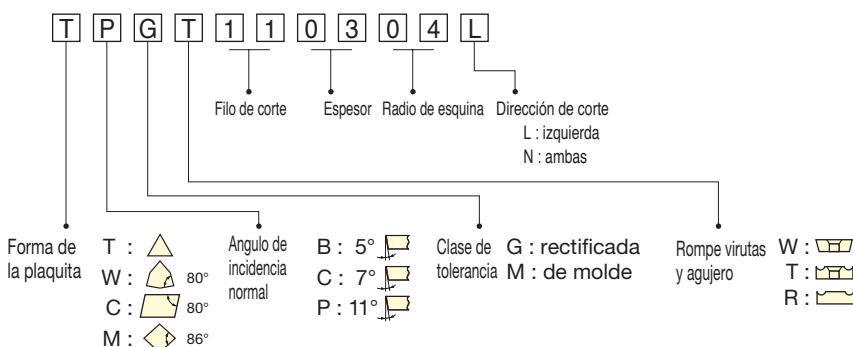 T P G T 1 1 0 3 0 4 L
Filo de corte
Espesor
Radio de esquina
Dirección de corte
L : izquierda
N : ambas
Forma de
la plaquita
T :
W : 80°
C : 80°
M : 86°
Angulo de
incidencia
normal
B : 5°
C : 7°
P : 11°
Clase de
tolerancia
G : rectificada
M : de molde
Rompe virutas
y agujero
W :
T :
R :